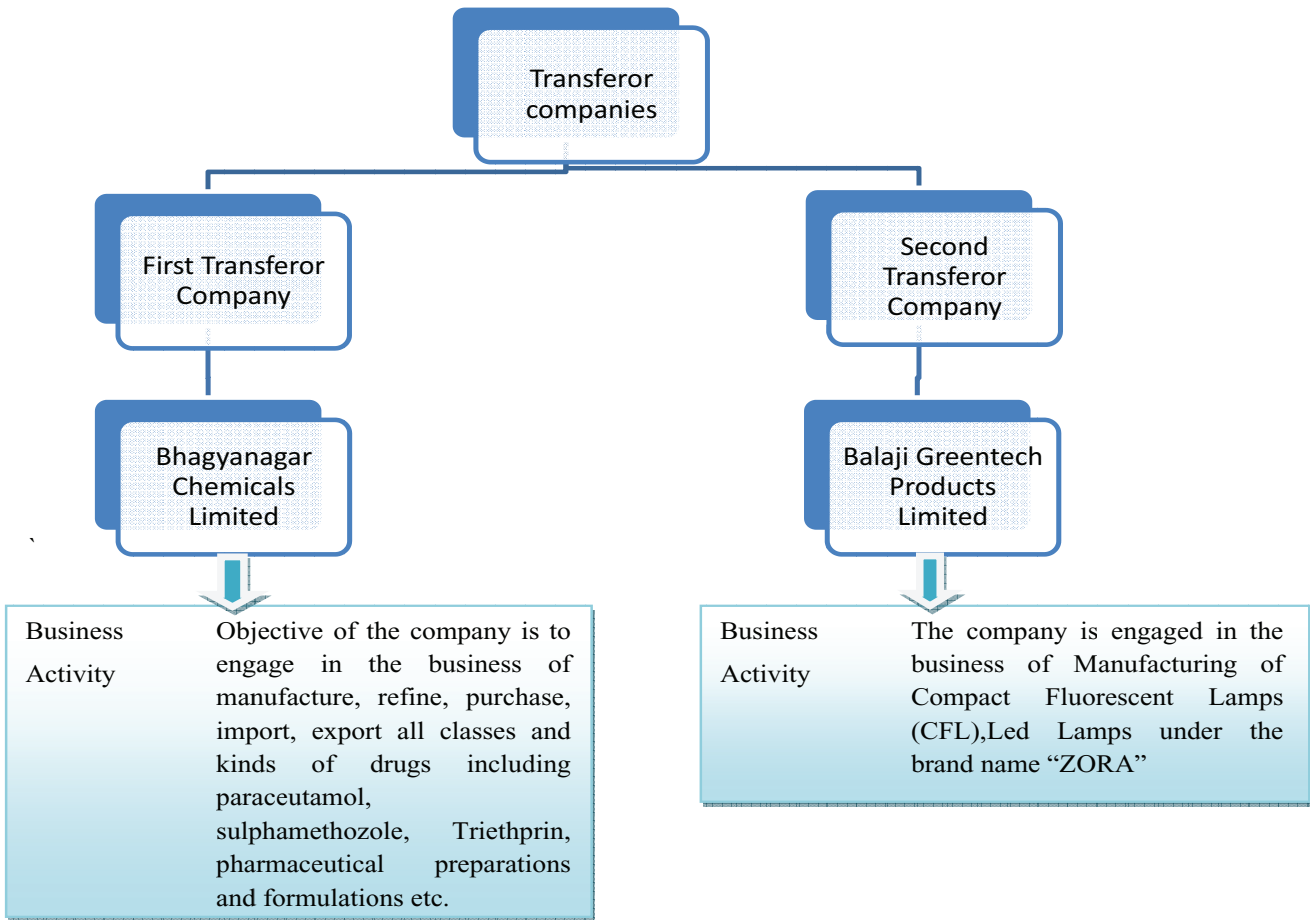 Transferor
companies
First Transferor
Company
Second
Transferor
Company
Bhagyanagar
Chemicals
Limited
Balaji Greentech
Products
Limited
`
Business
Activity
Objective of the company is to
engage in the business of
manufacture, refine, purchase,
import, export all classes and
kinds of drugs including
paraceutamol,
sulphamethozole, Triethprin,
pharmaceutical preparations
and formulations etc.
Business
Activity
The company is engaged in the
business of Manufacturing of
Compact Fluorescent Lamps
(CFL),Led Lamps under the
brand name “ZORA”